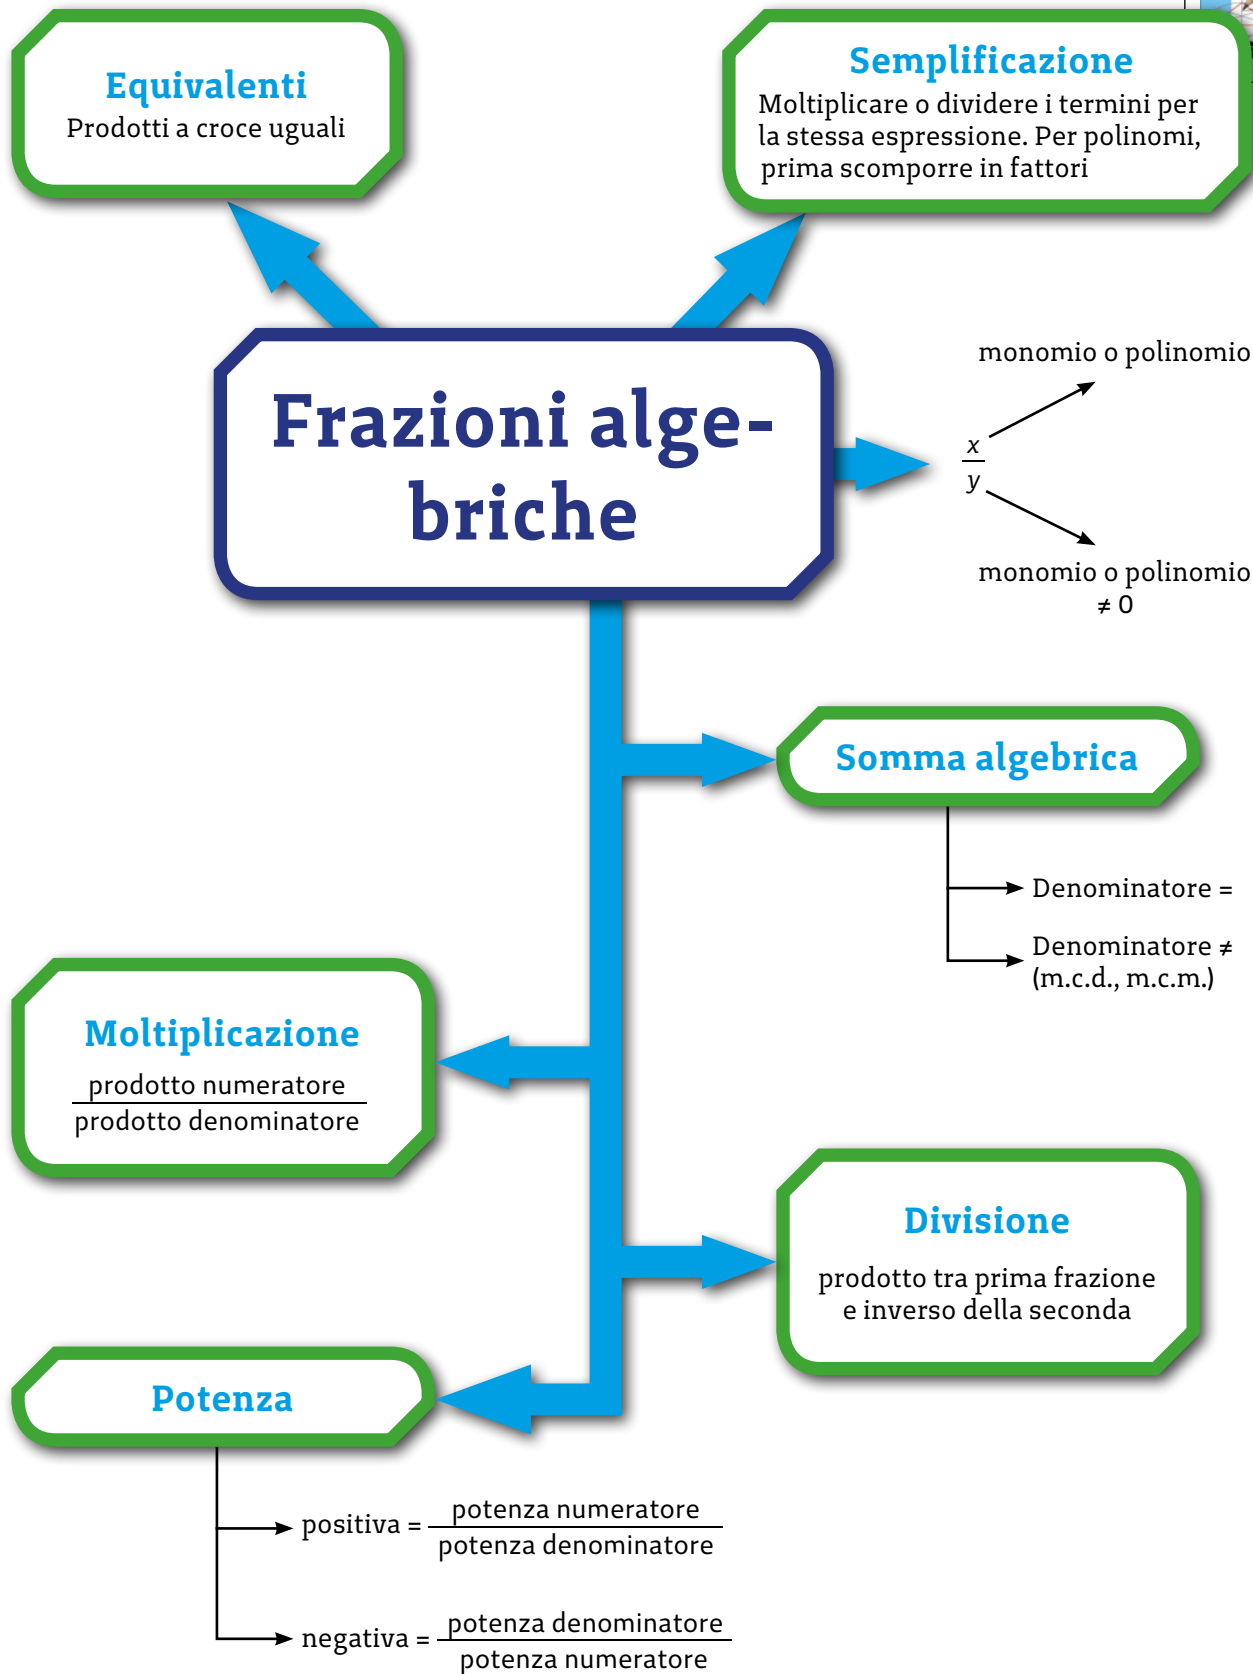 Equivalenti
Prodotti a croce uguali
Semplificazione
Moltiplicare o dividere i termini per
la stessa espressione. Per polinomi,
prima scomporre in fattori
Frazioni alge-
briche
monomio o polinomio
x
y
monomio o polinomio
≠ 0
Somma algebrica
Denominatore =
Denominatore ≠
(m.c.d., m.c.m.)
Moltiplicazione
prodotto numeratore
prodotto denominatore
Divisione
prodotto tra prima frazione
e inverso della seconda
Potenza
positiva = potenza numeratore
potenza denominatore
negativa = potenza denominatore
potenza numeratore